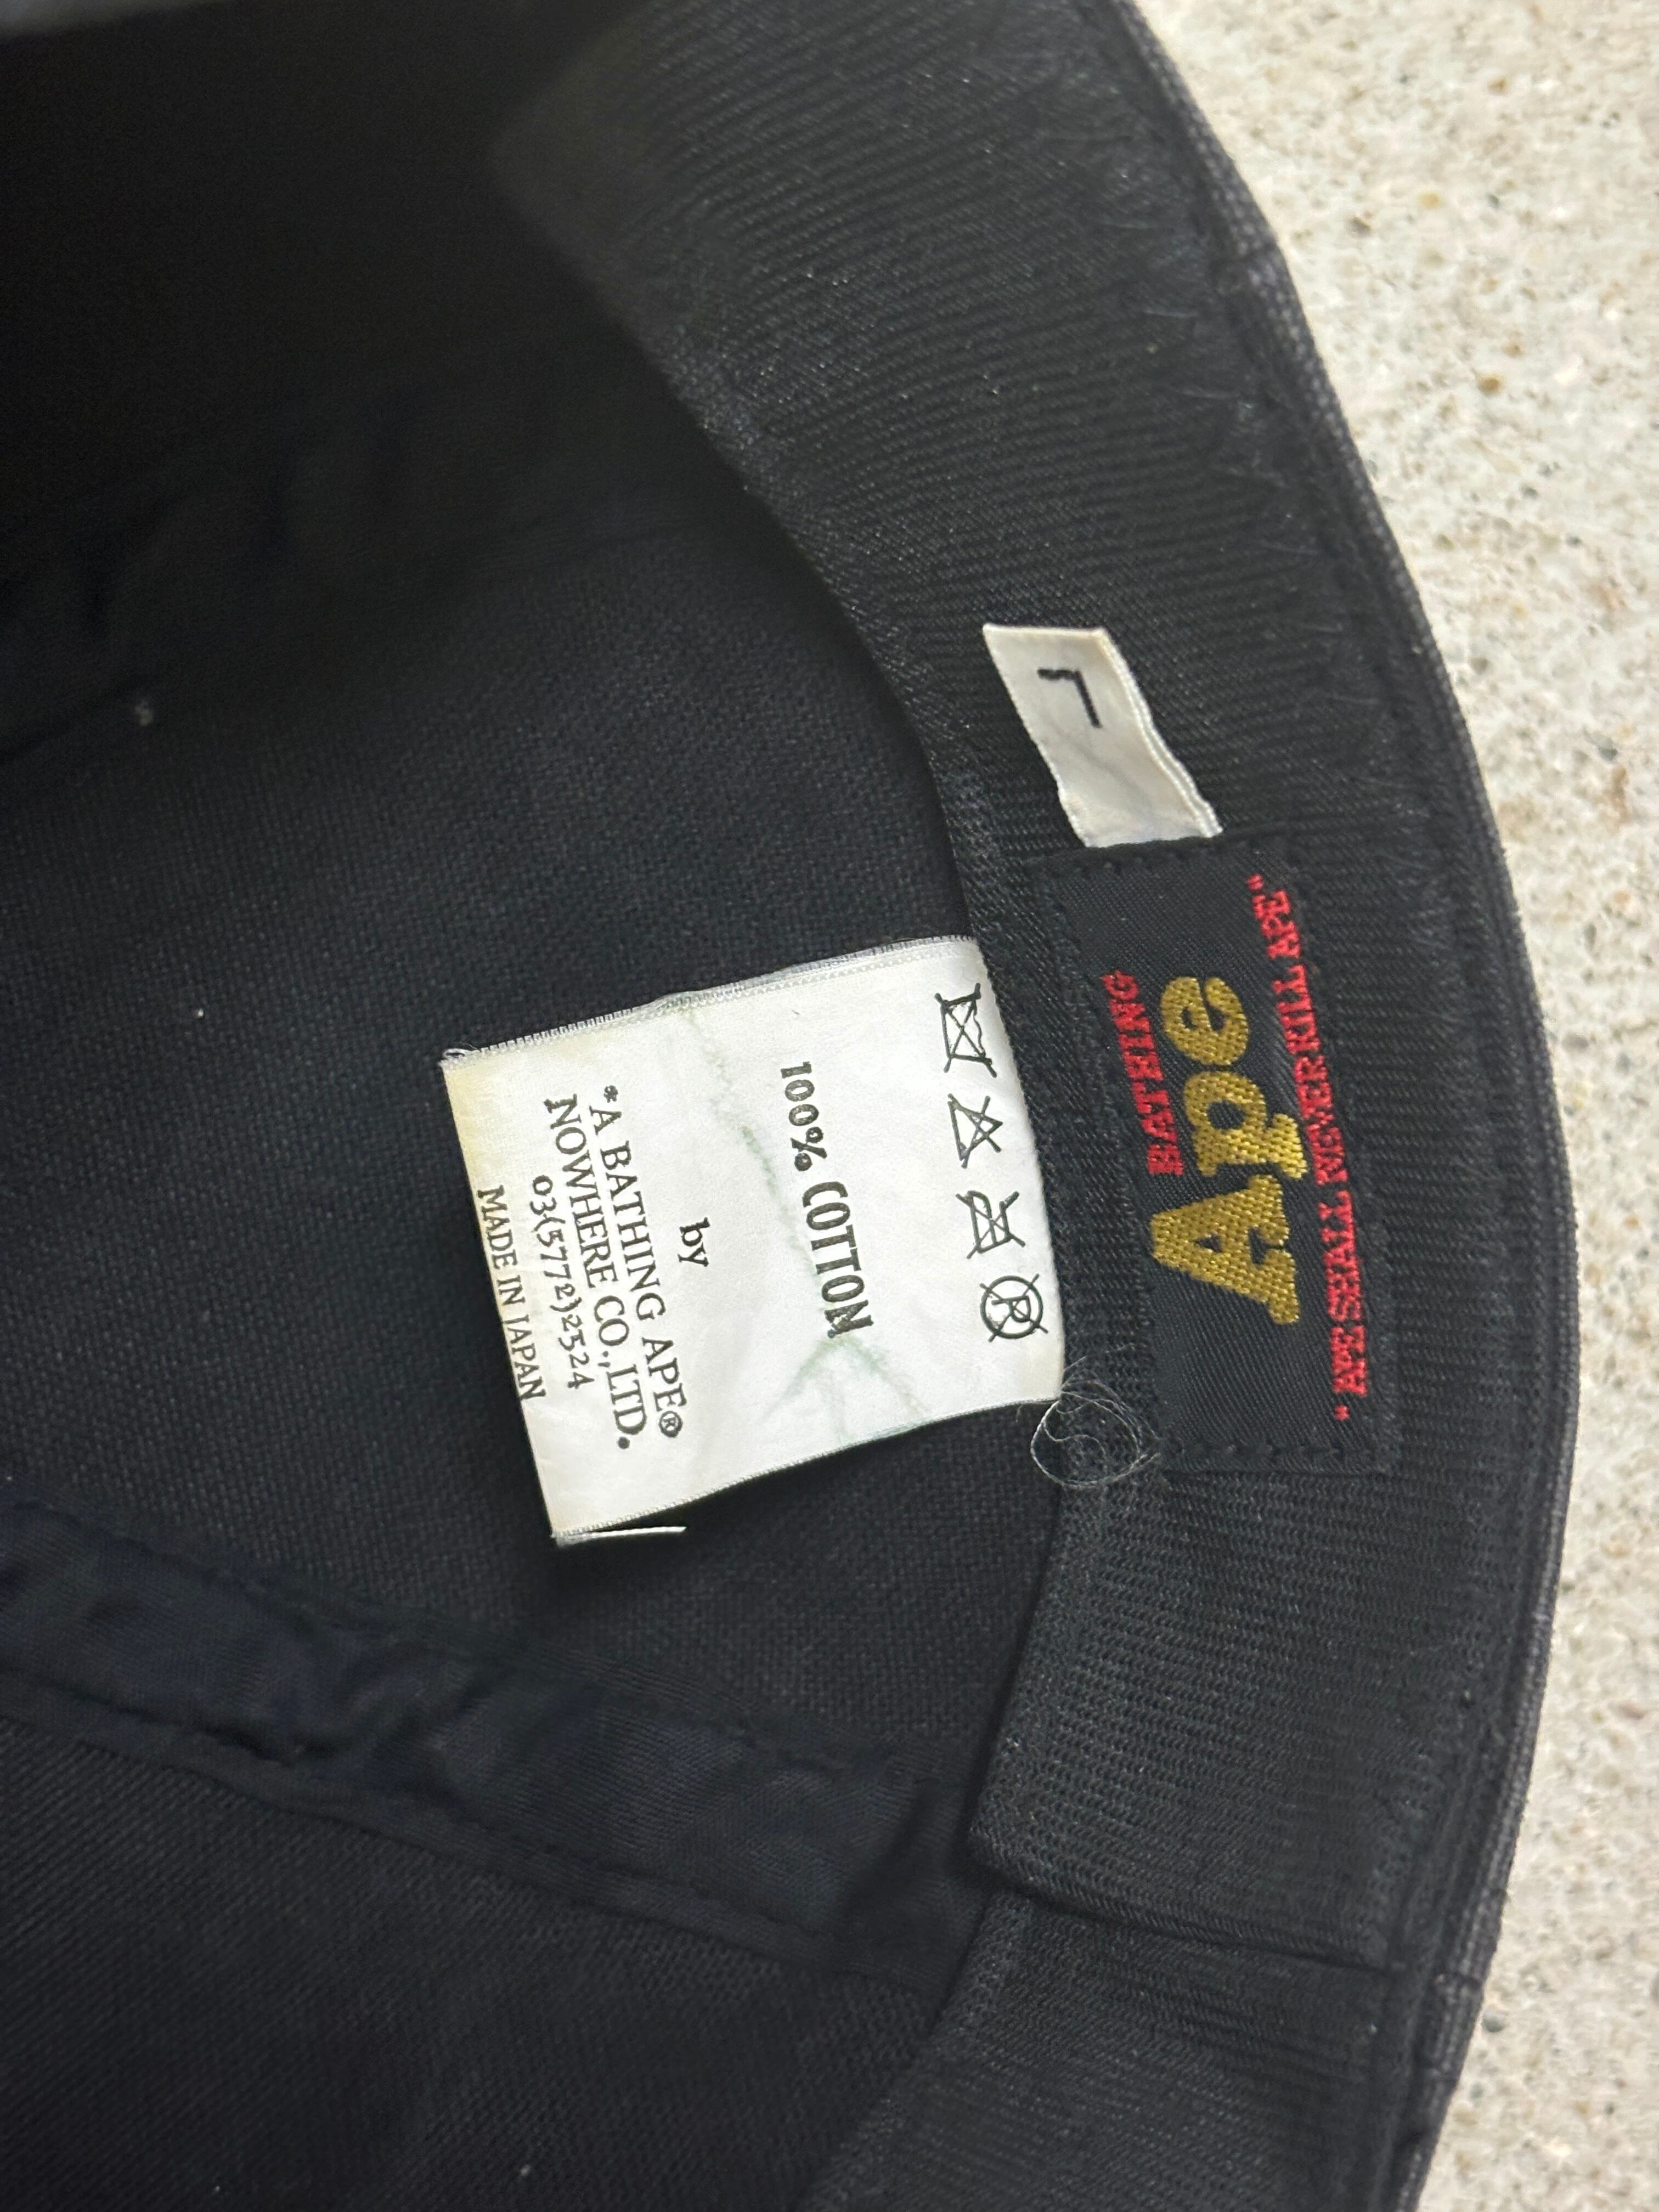 L
BATHING
Ape
"APE SHALL NEVER KILL APE"
100% COTTON
by
*A BATHING APE®
NOWHERE CO.,LTD.
03(5772)2524
MADE IN JAPAN